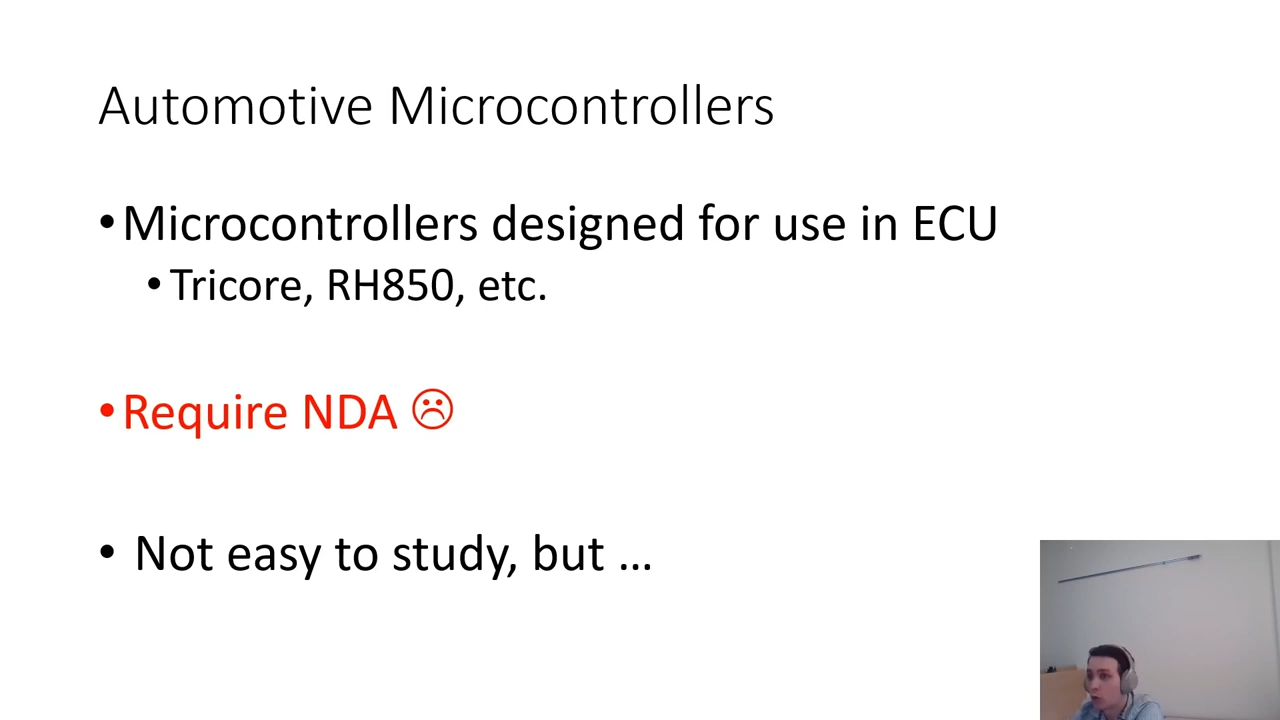 Automotive Microcontrollers
•Microcontrollers designed for use in ECU
•Tricore, RH850, etc.
•Require NDA ☹
• Not easy to study, but …